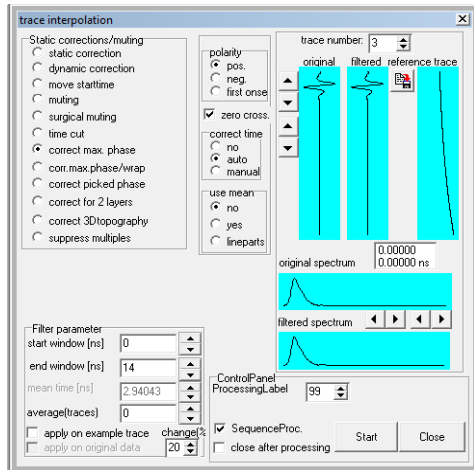 trace interpolation
Static corrections/muting
static correction
dynamic correction
move starttime
muting
surgical muting
time cut
correct max. phase
corr.max.phase/wrap
correct picked phase
correct for 2 layers
correct 3Dtopography
suppress multiples
polarity
pos.
neg.
first onse
zero cross.
correct time
no
auto
manual
use mean
no
yes
lineparts
trace number: 3
original filtered reference trace
0.00000
original spectrum 0.00000 ns
filtered spectrum
Filter parameter
start window [ns] 0
end window [ns] 14
mean time [ns] 2.94043
average(traces) 0
apply on example trace change(%
apply on original data 20
ControlPanel
ProcessingLabel 99
SequenceProc.
close after processing
Start Close